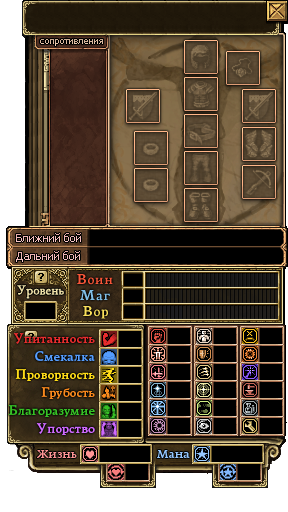 сопротивления
Ближний бой
Дальний бой
?
Уровень
Воин
Маг
Вор
?
Упитанность
Смекалка
Проворность
Грубость
Благоразумие
Упорство
Жизнь
Мана